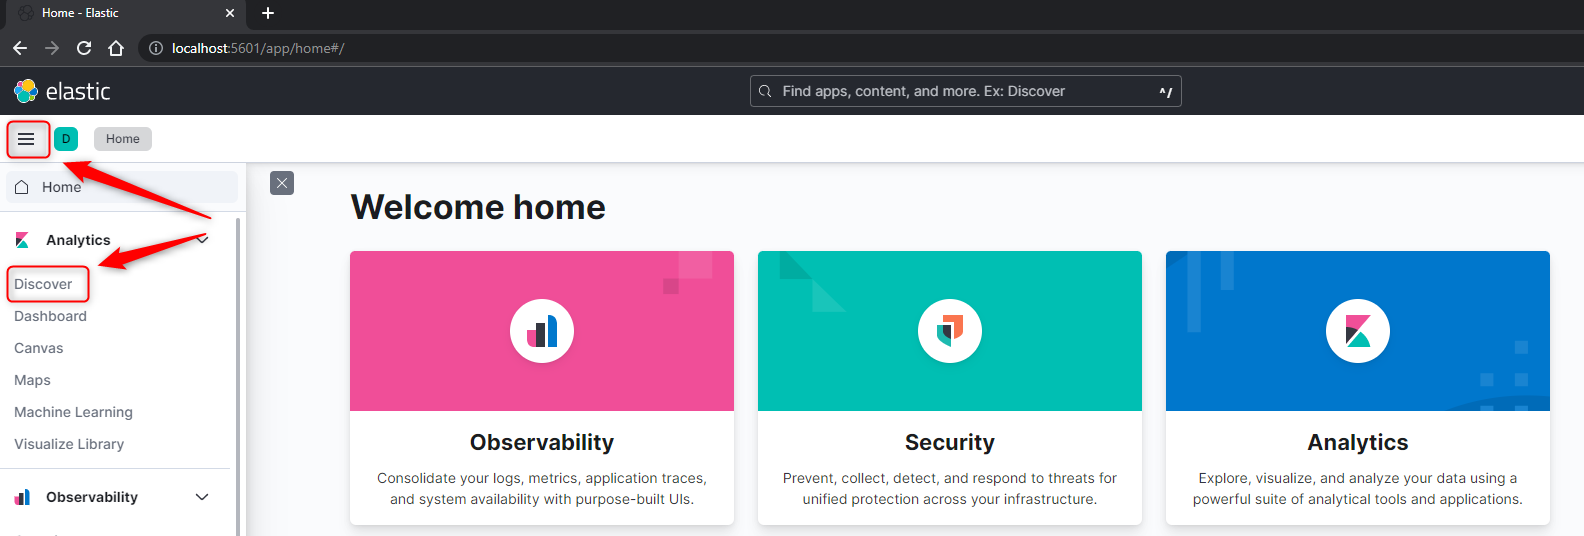 Home - Elastic
localhost:5601/app/home#/
elastic
Find apps, content, and more. Ex: Discover ^/
D Home
Home
Analytics
Discover
Dashboard
Canvas
Maps
Machine Learning
Visualize Library
Observability
Welcome home
Observability
Consolidate your logs, metrics, application traces,
and system availability with purpose-built UIs.
Security
Prevent, collect, detect, and respond to threats for
unified protection across your infrastructure.
Analytics
Explore, visualize, and analyze your data using a
powerful suite of analytical tools and applications.